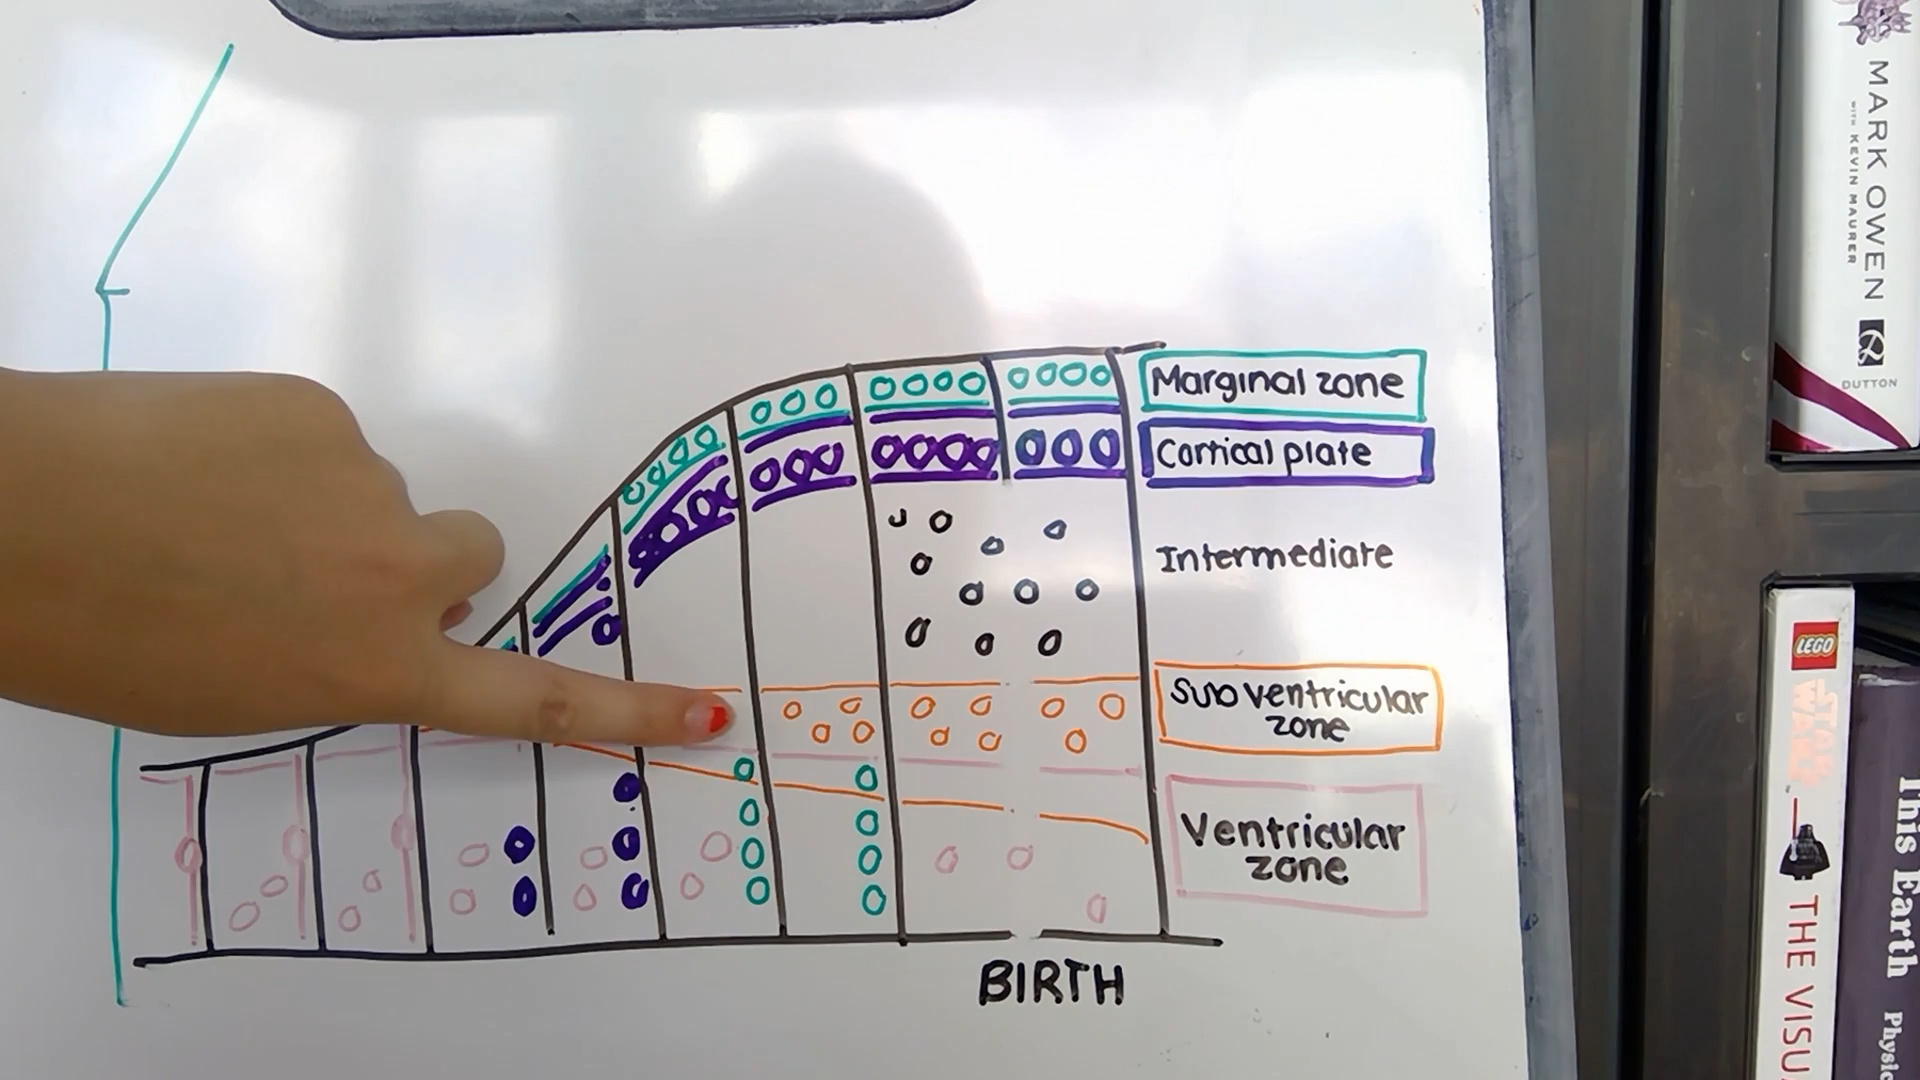 Marginal zone
Cortical plate
Intermediate
Sub ventricular
zone
Ventricular
zone
BIRTH
MARK OWEN
WITH KEVIN MAURER
DUTTON
LEGO
STAR
WARS
THE VISU
This Earth
Physic